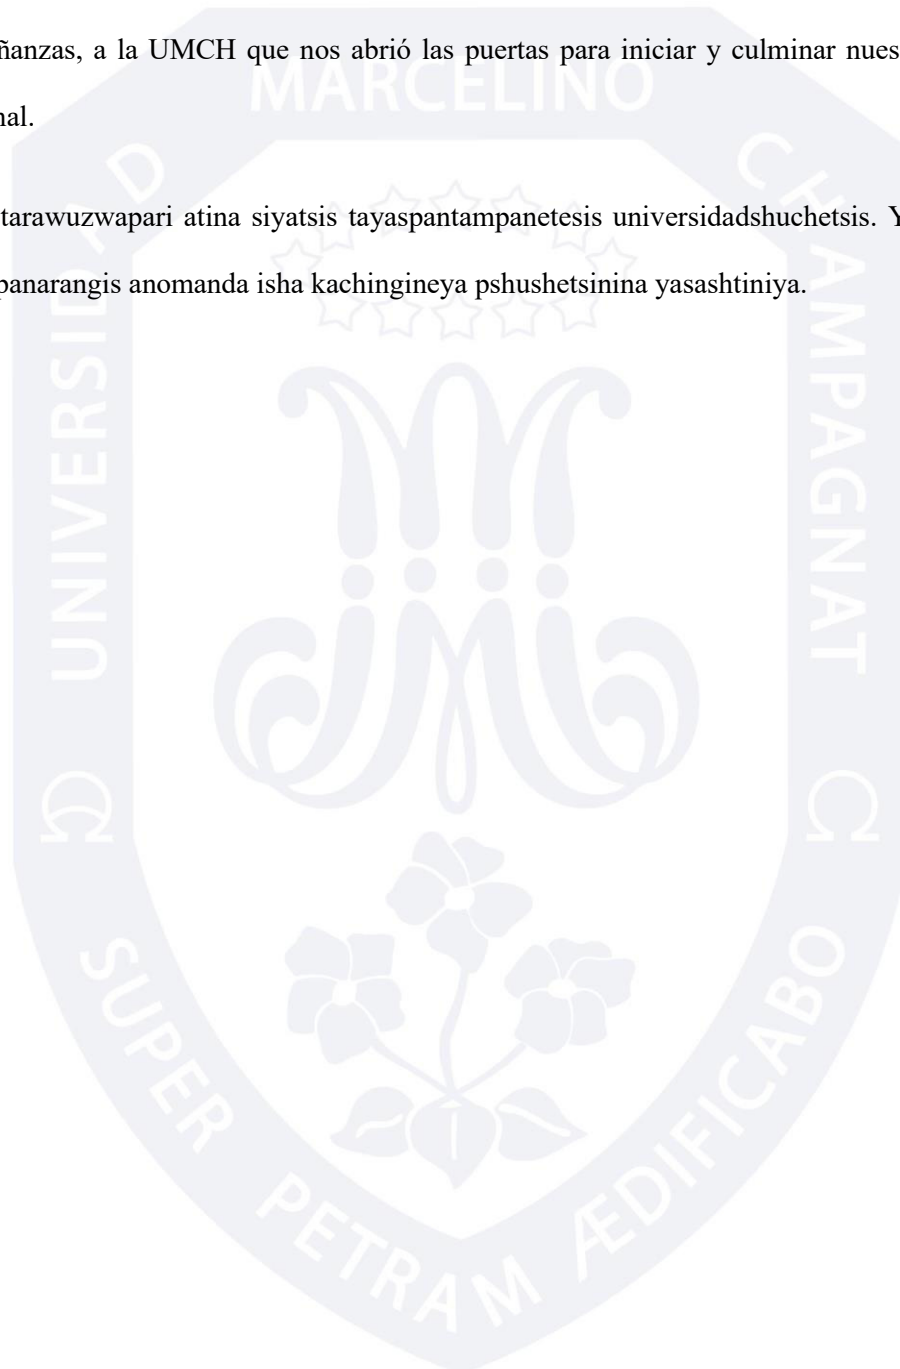 ñanzas, a la UMCH que nos abrió las puertas para iniciar y culminar nues
nal.
tarawuzwapari atina siyatsis tayaspantampanetesis universidadshuchetsis. Y
panarangis anomanda isha kachingineya pshushetsinina yasashtiniya.
UNIVERSIDAD
MARCELINO
CHAMPAGNAT
SUPER PETRAM ÆDIFICABO